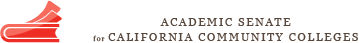 ACADEMIC SENATE
for CALIFORNIA COMMUNITY COLLEGES